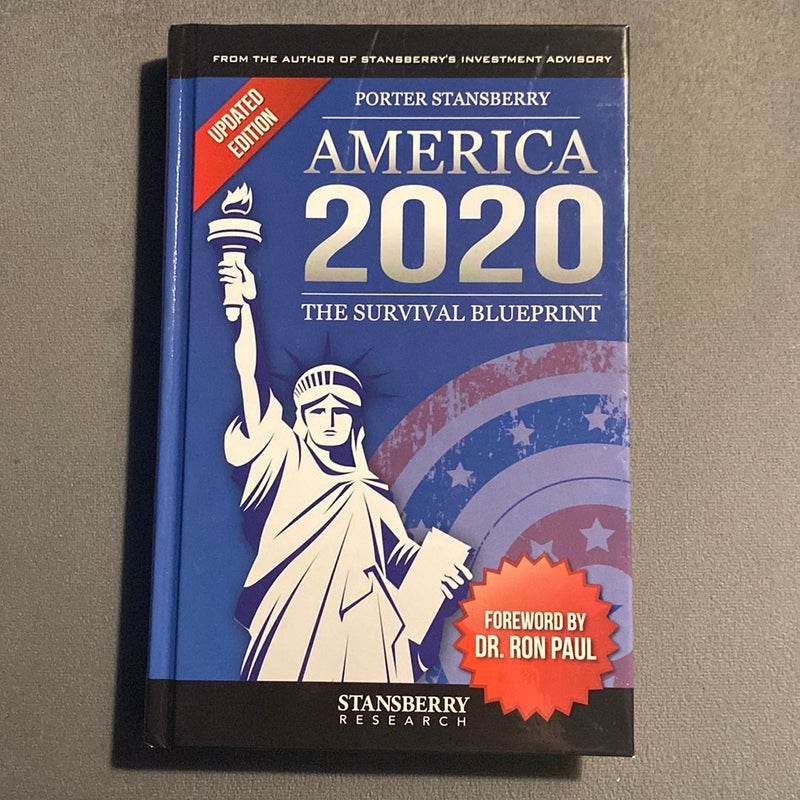 FROM THE AUTHOR OF STANSBERRY'S INVESTMENT ADVISORY
UPDATED
EDITION
PORTER STANSBERRY
AMERICA
2020
THE SURVIVAL BLUEPRINT
FOREWORD BY
DR. RON PAUL
STANSBERRY
RESEARCH